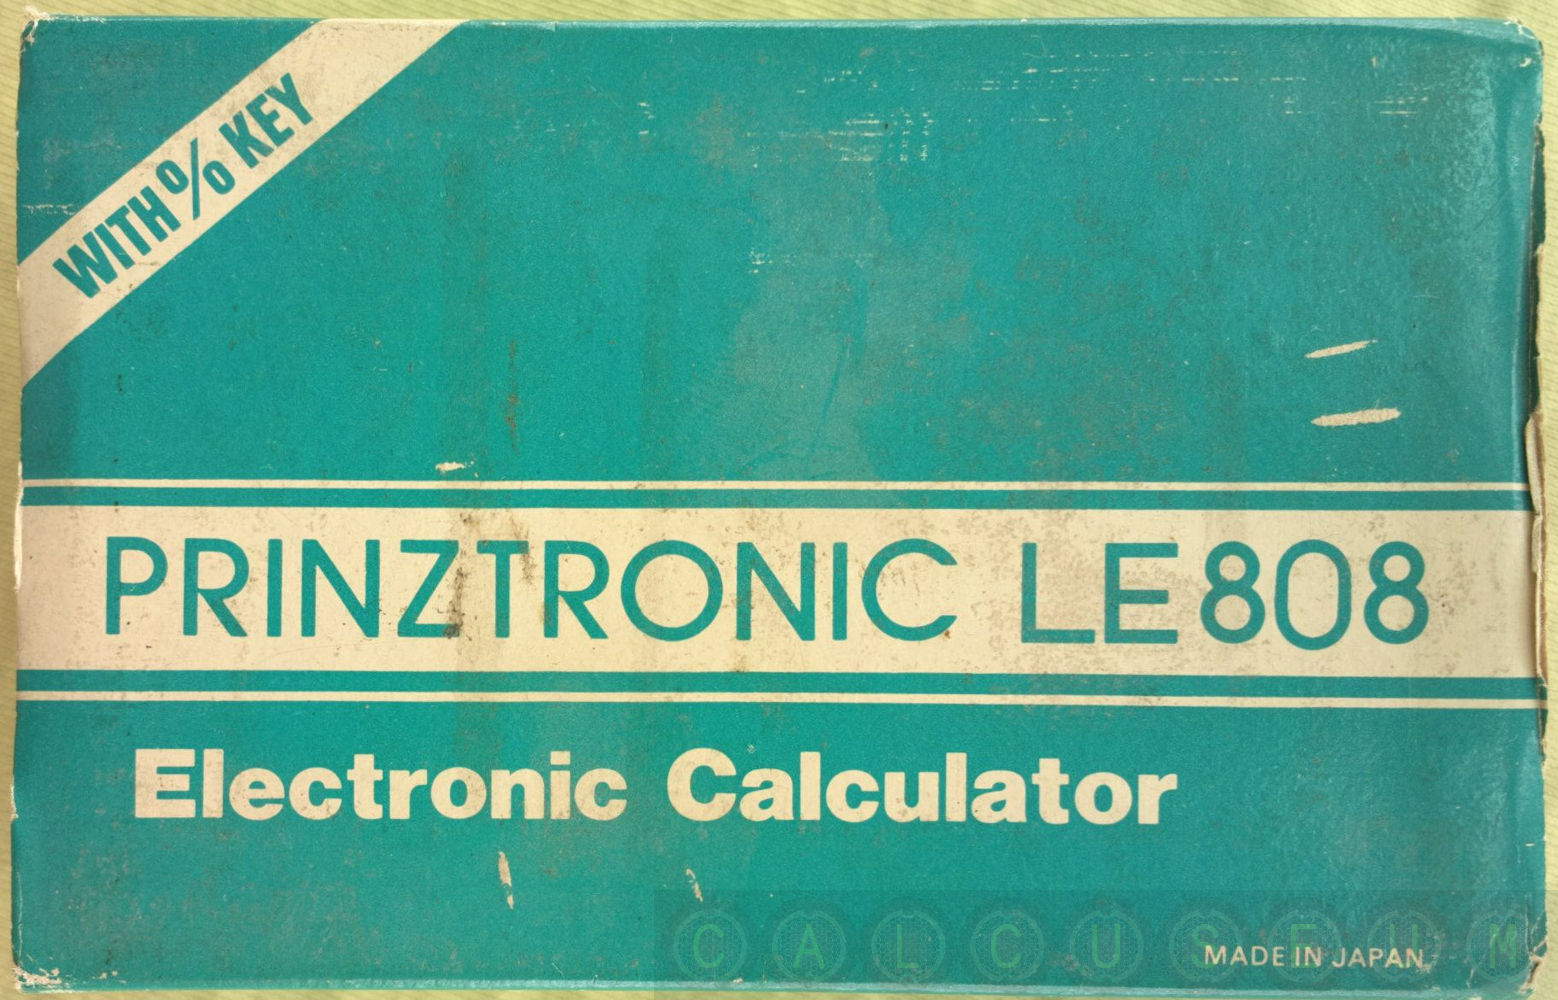 WITH % KEY
PRINZTRONIC LE808
Electronic Calculator
CALCUSEUM
MADE IN JAPAN